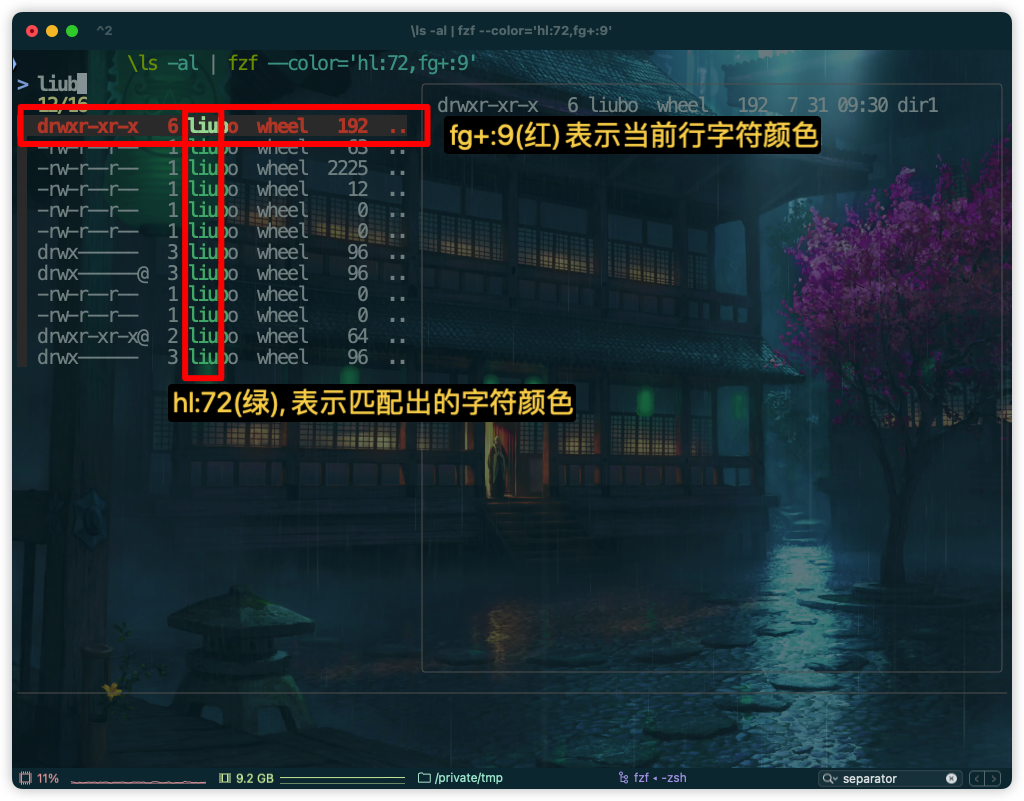 ⌃2
\ls -al | fzf --color='hl:72,fg+:9'
\ls -al | fzf --color='hl:72,fg+:9'
> liub
12/16
drwxr-xr-x 6 liubo wheel 192 ..
-rw-r--r-- 1 liubo wheel 63 ..
-rw-r--r-- 1 liubo wheel 2225 ..
-rw-r--r-- 1 liubo wheel 12 ..
-rw-r--r-- 1 liubo wheel 0 ..
-rw-r--r-- 1 liubo wheel 0 ..
drwx------ 3 liubo wheel 96 ..
drwx------@ 3 liubo wheel 96 ..
-rw-r--r-- 1 liubo wheel 0 ..
-rw-r--r-- 1 liubo wheel 0 ..
drwxr-xr-x@ 2 liubo wheel 64 ..
drwx------ 3 liubo wheel 96 ..
drwxr-xr-x 6 liubo wheel 192 7 31 09:30 dir1
fg+:9(红)表示当前行字符颜色
hl:72(绿), 表示匹配出的字符颜色
11%
9.2 GB
/private/tmp
fzf ◂ -zsh
separator